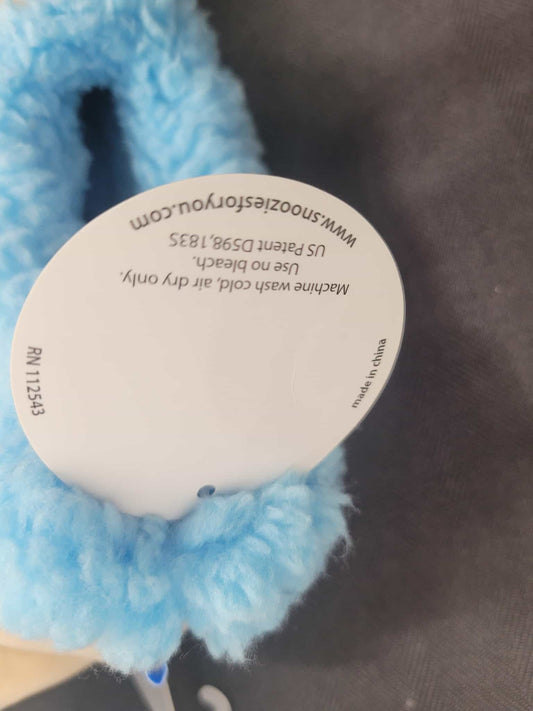 Machine wash cold, air dry only.
Use no bleach.
US Patent D598,183S
www.snooziesforyou.com
RN 112543
made in china